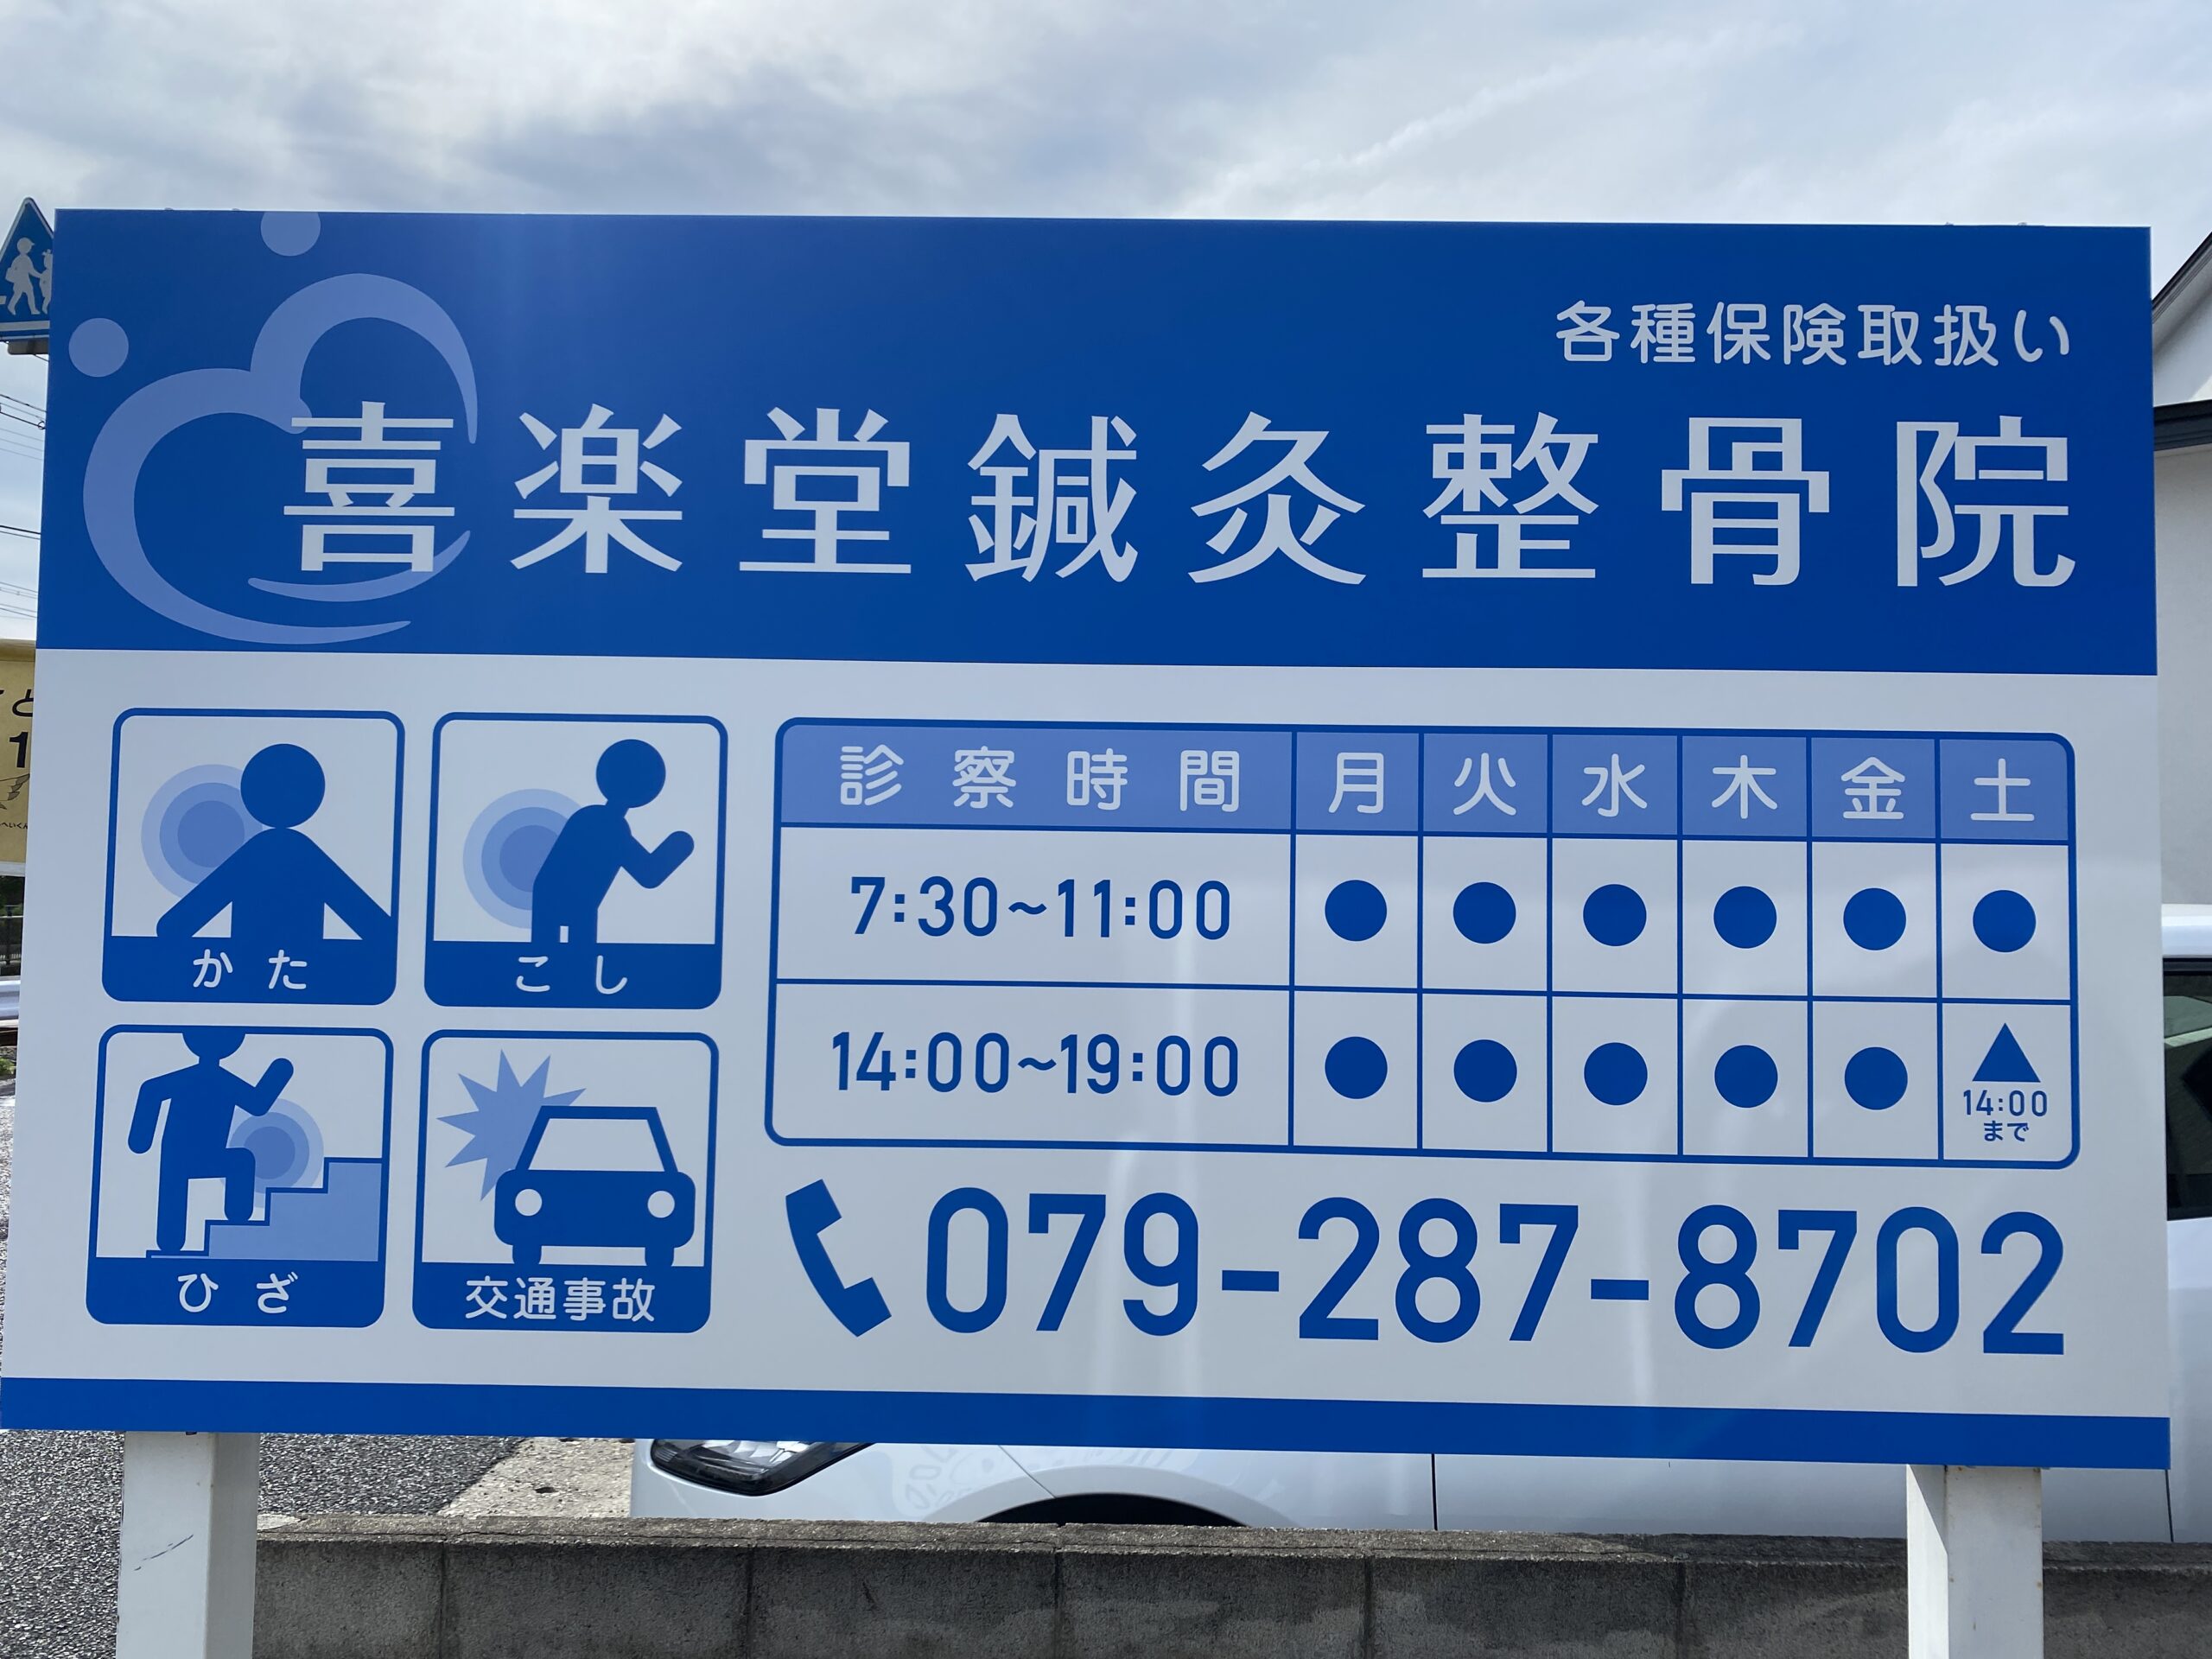 各種保険取扱い
喜楽堂鍼灸整骨院
かた
こし
ひざ
交通事故
診察時間 月 火 水 木 金 土
7:30~11:00 ● ● ● ● ● ●
14:00~19:00 ● ● ● ● ● ▲
14:00
まで
079-287-8702